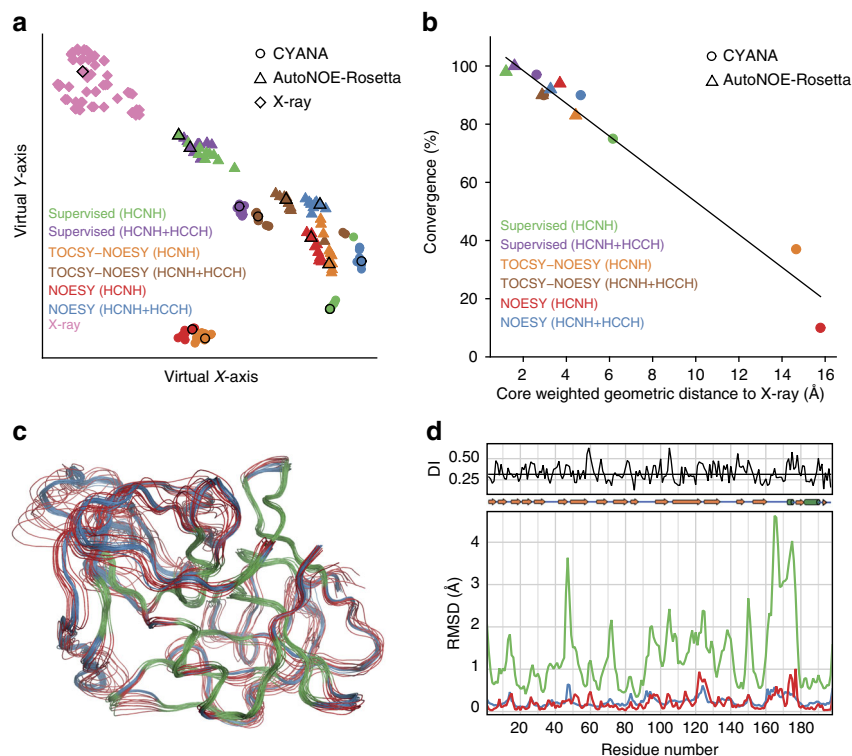 a
CYANA
AutoNOE-Rosetta
X-ray
Virtual Y-axis
Supervised (HCNH)
Supervised (HCNH+HCCH)
TOCSY–NOESY (HCNH)
TOCSY–NOESY (HCNH+HCCH)
NOESY (HCNH)
NOESY (HCNH+HCCH)
X-ray
Virtual X-axis
b
CYANA
AutoNOE-Rosetta
Convergence (%)
100
80
60
40
20
0
Supervised (HCNH)
Supervised (HCNH+HCCH)
TOCSY–NOESY (HCNH)
TOCSY–NOESY (HCNH+HCCH)
NOESY (HCNH)
NOESY (HCNH+HCCH)
2 4 6 8 10 12 14 16
Core weighted geometric distance to X-ray (Å)
c
d
DI
0.50
0.25
RMSD (Å)
4
3
2
1
0
20 40 60 80 100 120 140 160 180
Residue number